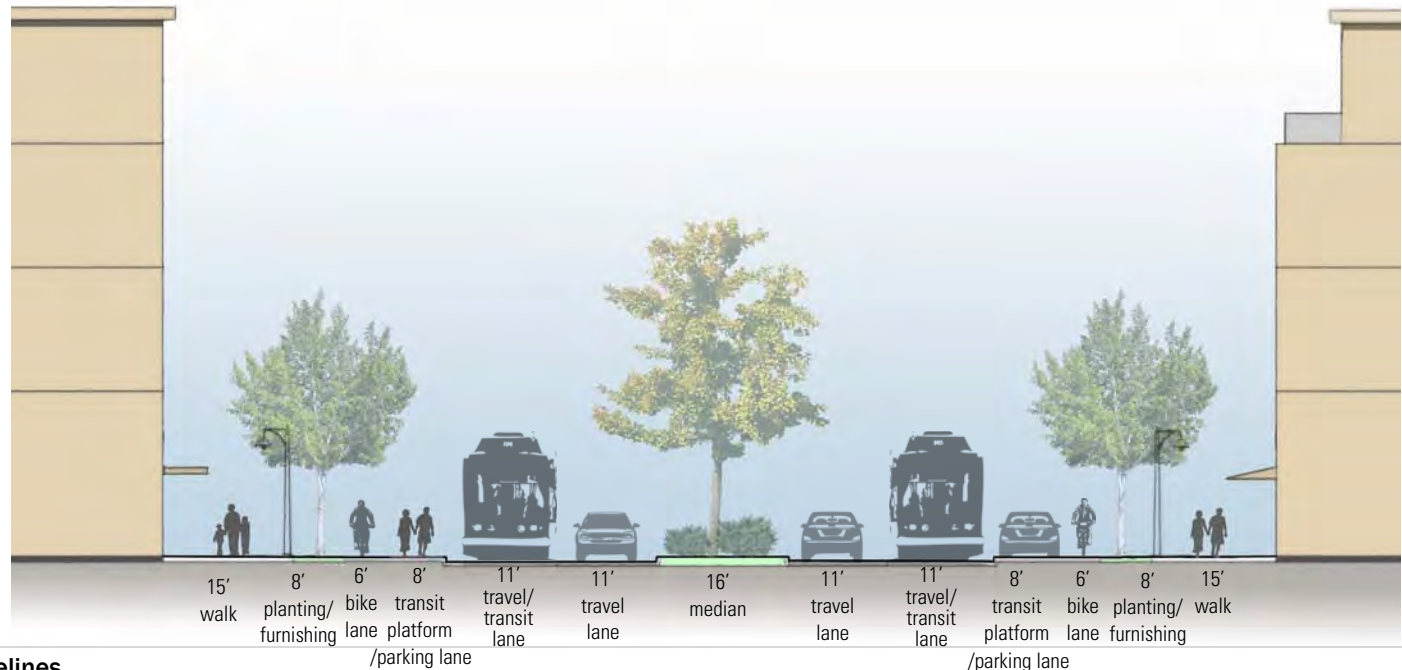 15’
walk
8’
planting/
furnishing
6’
bike
lane
8’
transit
platform
/parking lane
11’
travel/
transit
lane
11’
travel
lane
16’
median
11’
travel
lane
11’
travel/
transit
lane
8’
transit
platform
/parking lane
6’
bike
lane
8’
planting/
furnishing
15’
walk
elines